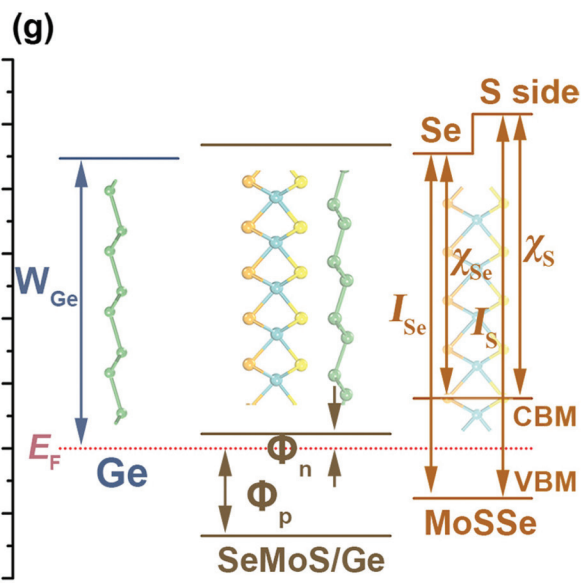 (g)
S side
Se
W_Ge
χ_Se
χ_S
I_Se
I_S
CBM
E_F
Φ_n
Ge
Φ_p
VBM
MoSSe
SeMoS/Ge